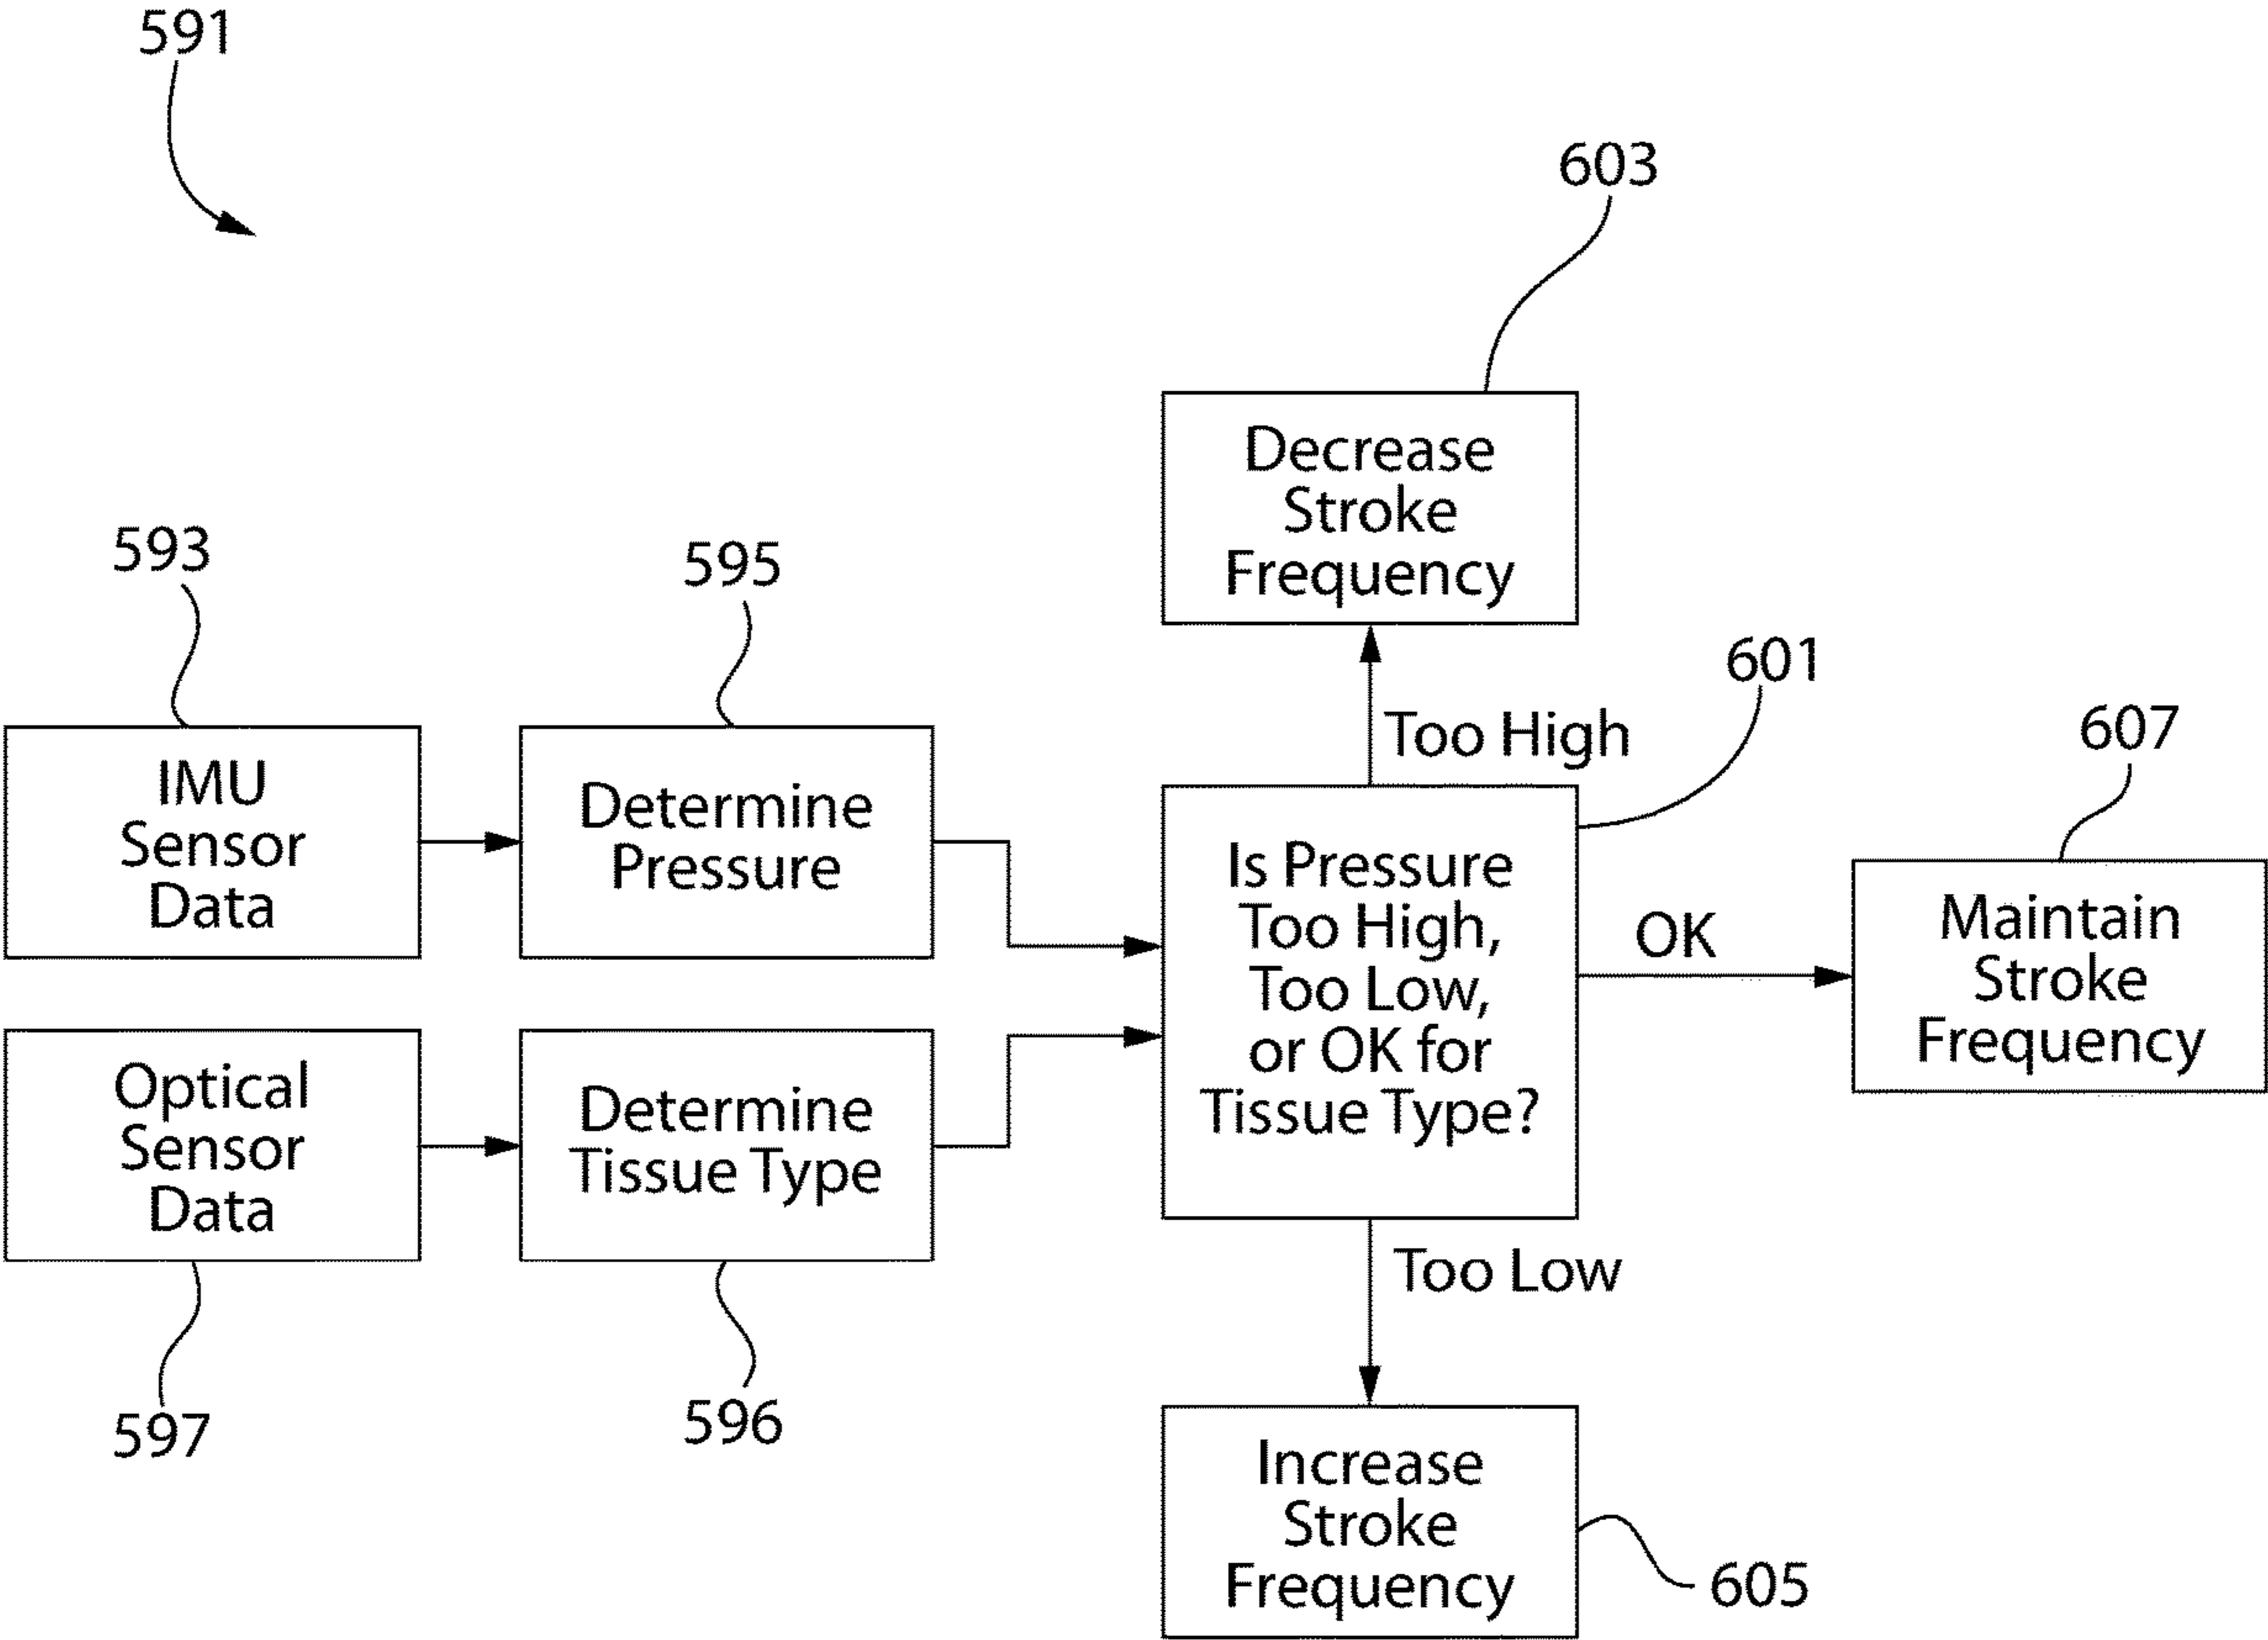 591
603
Decrease
Stroke
Frequency
593
595
601
Too High
607
IMU
Sensor
Data
Determine
Pressure
Is Pressure
Too High,
Too Low,
or OK for
Tissue Type?
OK
Maintain
Stroke
Frequency
Optical
Sensor
Data
Determine
Tissue Type
Too Low
597
596
Increase
Stroke
Frequency
605